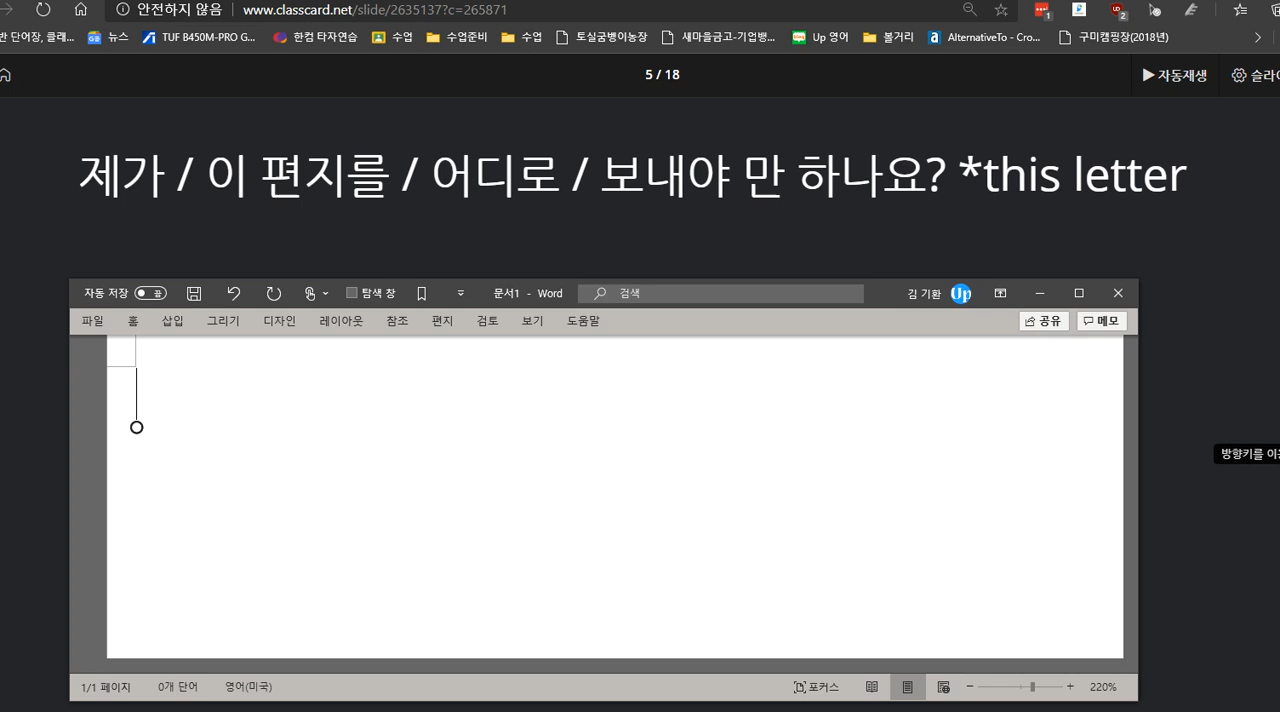 안전하지 않음 www.classcard.net/slide/2635137?c=265871
반 단어장, 클래... 뉴스 TUF B450M-PRO G... 한컴 타자연습 수업 수업준비 수업 토실굼벵이농장 새마을금고-기업뱅... Up 영어 볼거리 AlternativeTo - Cro... 구미캠핑장(2018년)
5 / 18 자동재생 슬라이
제가 / 이 편지를 / 어디로 / 보내야 만 하나요? *this letter
자동 저장 끔 탐색 창 문서1 - Word 검색 김 기환 Up
파일 홈 삽입 그리기 디자인 레이아웃 참조 편지 검토 보기 도움말 공유 메모
방향키를 이용
1/1 페이지 0개 단어 영어(미국) 포커스 220%